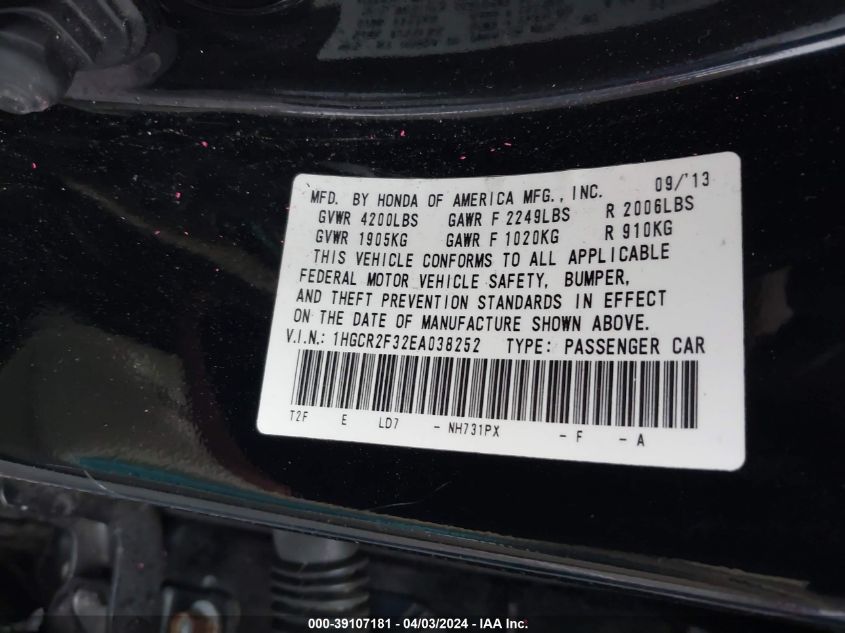 MFD. BY HONDA OF AMERICA MFG., INC. 09/'13
GVWR 4200LBS GAWR F 2249LBS R 2006LBS
GVWR 1905KG GAWR F 1020KG R 910KG
THIS VEHICLE CONFORMS TO ALL APPLICABLE
FEDERAL MOTOR VEHICLE SAFETY, BUMPER,
AND THEFT PREVENTION STANDARDS IN EFFECT
ON THE DATE OF MANUFACTURE SHOWN ABOVE.
V.I.N.: 1HGCR2F32EA038252 TYPE: PASSENGER CAR
T2F E LD7 - NH731PX - F - A
000-39107181 - 04/03/2024 - IAA Inc.